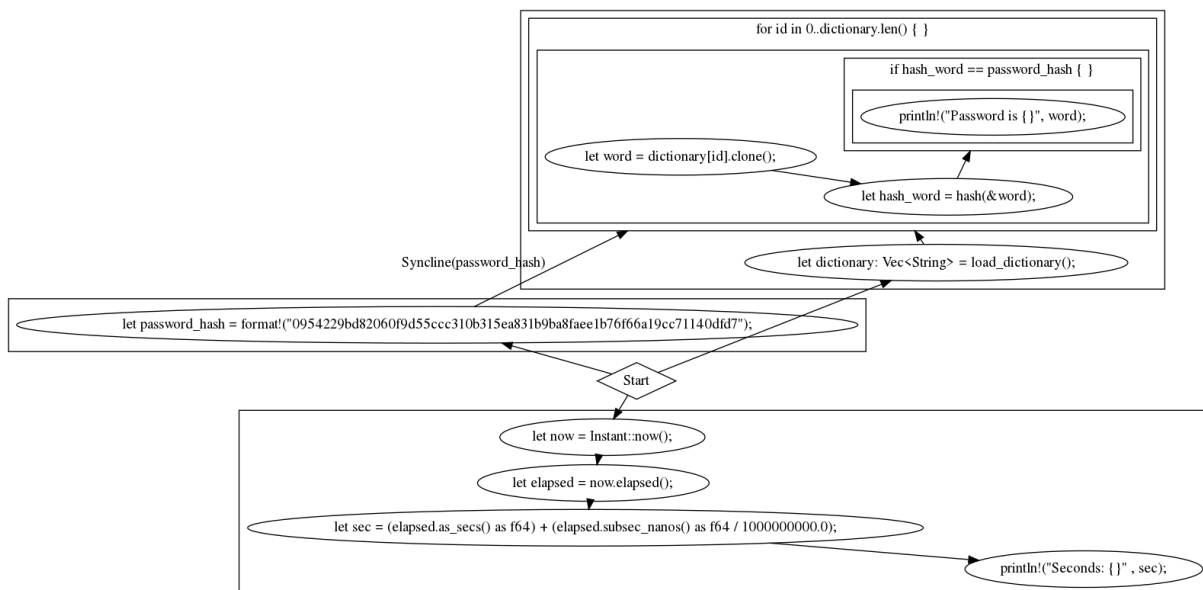 for id in 0..dictionary.len() { }
if hash_word == password_hash { }
println!("Password is {}", word);
let word = dictionary[id].clone();
let hash_word = hash(&word);
Syncline(password_hash)
let dictionary: Vec<String> = load_dictionary();
let password_hash = format!("0954229bd82060f9d55ccc310b315ea831b9ba8faee1b76f66a19cc71140dfd7");
Start
let now = Instant::now();
let elapsed = now.elapsed();
let sec = (elapsed.as_secs() as f64) + (elapsed.subsec_nanos() as f64 / 1000000000.0);
println!("Seconds: {}" , sec);